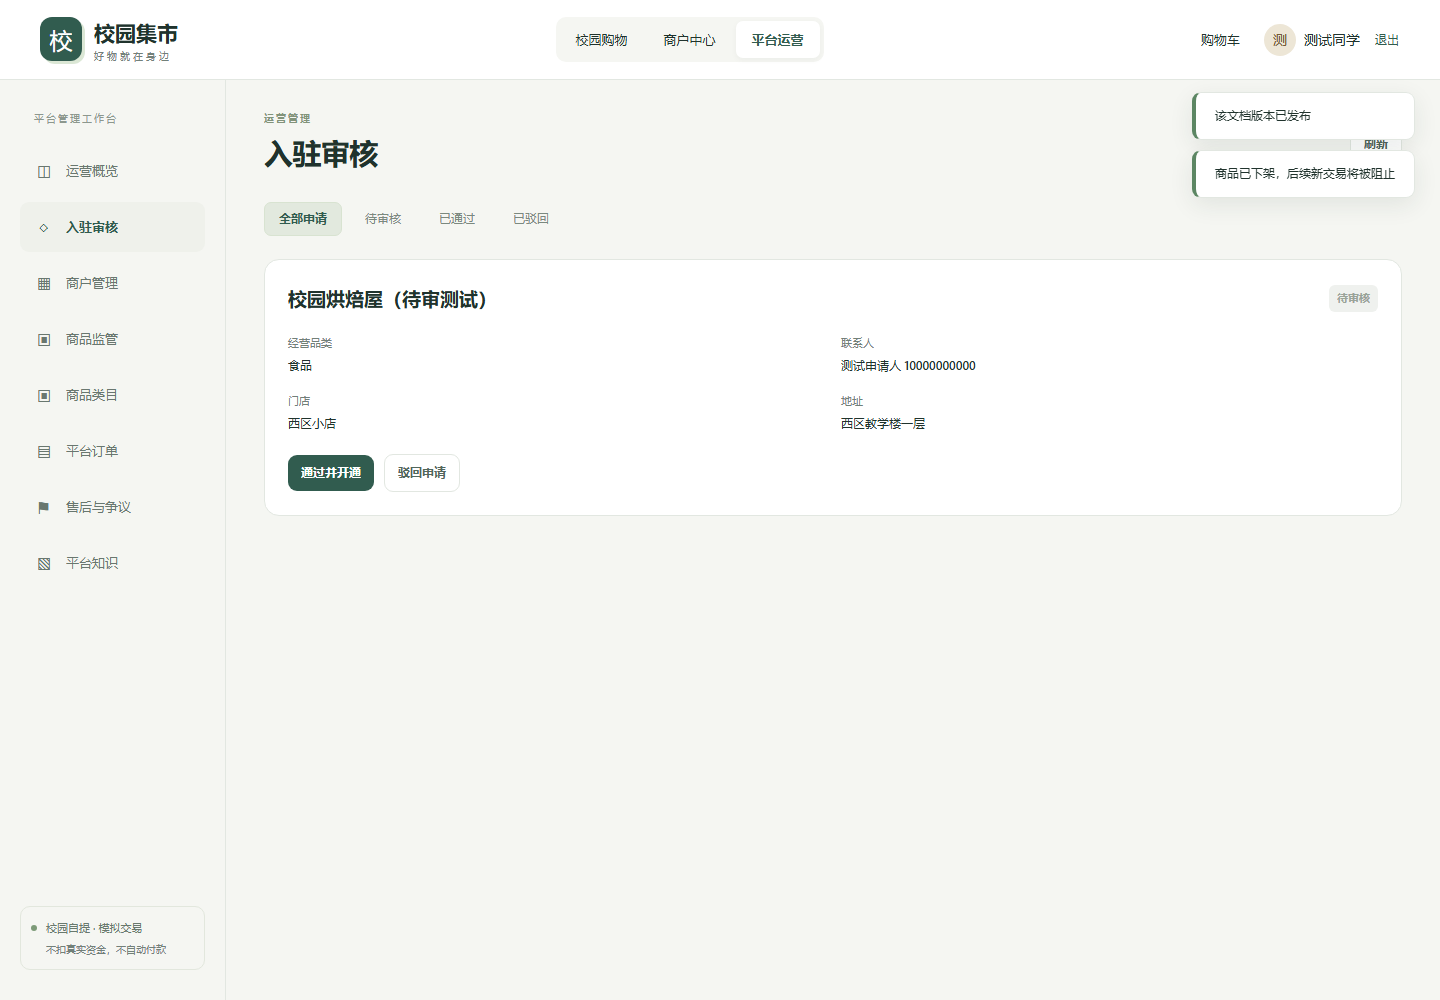 校
校园集市
好物就在身边
校园购物
商户中心
平台运营
购物车
测
测试同学
退出
平台管理工作台
运营概览
入驻审核
商户管理
商品监管
商品类目
平台订单
售后与争议
平台知识
校园自提 · 模拟交易
不扣真实资金，不自动付款
运营管理
入驻审核
刷新
该文档版本已发布
商品已下架，后续新交易将被阻止
全部申请
待审核
已通过
已驳回
校园烘焙屋（待审测试）
待审核
经营品类
食品
联系人
测试申请人 10000000000
门店
西区小店
地址
西区教学楼一层
通过并开通
驳回申请